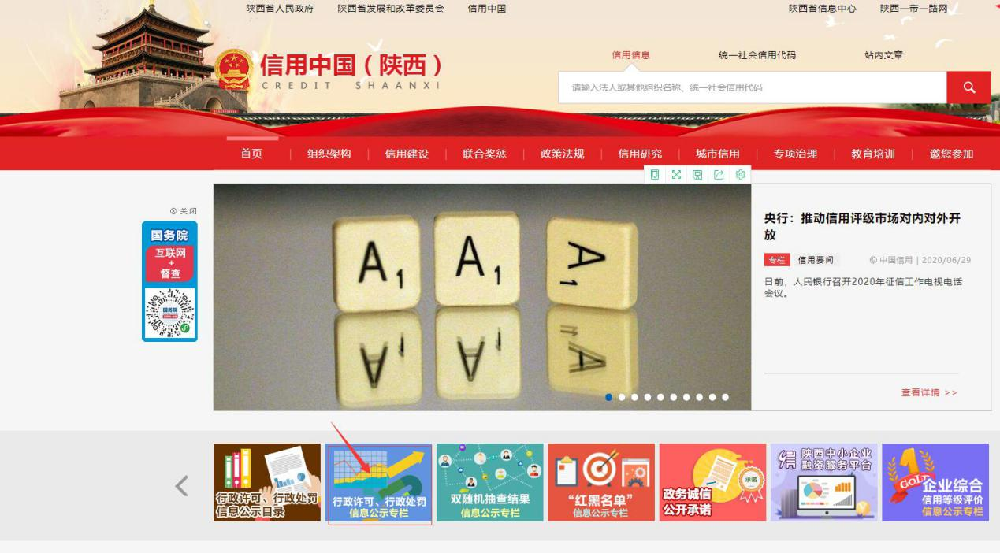 陕西省人民政府 陕西省发展和改革委员会 信用中国 陕西省信息中心 陕西一带一路网
信用中国（陕西）
CREDIT SHAANXI
信用信息 统一社会信用代码 站内文章
请输入法人或其他组织名称、统一社会信用代码
首页 组织架构 信用建设 联合奖惩 政策法规 信用研究 城市信用 专项治理 教育培训 邀您参加
关闭
国务院
互联网
+
督查
国务院
A1 A1 A1
央行：推动信用评级市场对内对外开
放
专栏 信用要闻 © 中国信用 | 2020/06/29
日前，人民银行召开2020年征信工作电视电话
会议。
查看详情 >>
行政许可、行政处罚
信息公示目录
行政许可、行政处罚
信息公示专栏
双随机抽查结果
信息公示专栏
“红黑名单”
信息公示专栏
承诺
政务诚信
公开承诺
陕西中小企业
融资服务平台
1
GOLD
企业综合
信用等级评价
信息公示专栏